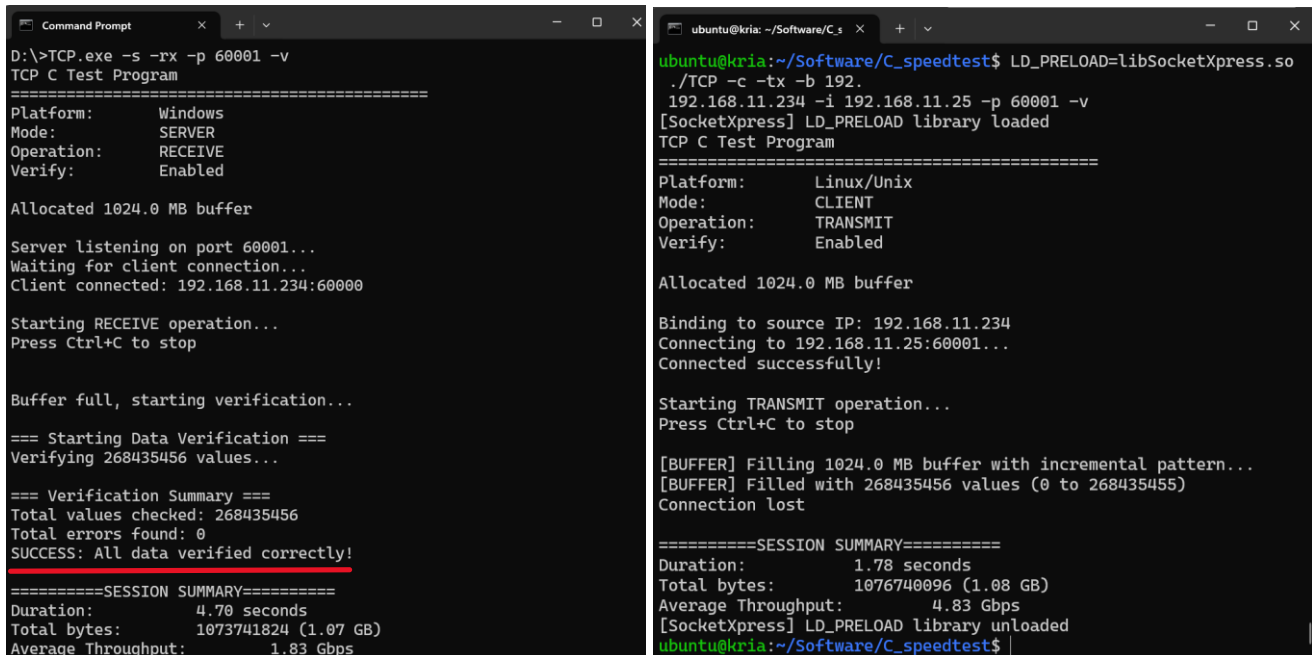 Command Prompt
D:\>TCP.exe -s -rx -p 60001 -v
TCP C Test Program
==============================================
Platform: Windows
Mode: SERVER
Operation: RECEIVE
Verify: Enabled
Allocated 1024.0 MB buffer
Server listening on port 60001...
Waiting for client connection...
Client connected: 192.168.11.234:60000
Starting RECEIVE operation...
Press Ctrl+C to stop
Buffer full, starting verification...
=== Starting Data Verification ===
Verifying 268435456 values...
=== Verification Summary ===
Total values checked: 268435456
Total errors found: 0
SUCCESS: All data verified correctly!
==========SESSION SUMMARY==========
Duration: 4.70 seconds
Total bytes: 1073741824 (1.07 GB)
Average Throughput: 1.83 Gbps
ubuntu@kria: ~/Software/C_s
ubuntu@kria:~/Software/C_speedtest$ LD_PRELOAD=libSocketXpress.so
./TCP -c -tx -b 192.
192.168.11.234 -i 192.168.11.25 -p 60001 -v
[SocketXpress] LD_PRELOAD library loaded
TCP C Test Program
==============================================
Platform: Linux/Unix
Mode: CLIENT
Operation: TRANSMIT
Verify: Enabled
Allocated 1024.0 MB buffer
Binding to source IP: 192.168.11.234
Connecting to 192.168.11.25:60001...
Connected successfully!
Starting TRANSMIT operation...
Press Ctrl+C to stop
[BUFFER] Filling 1024.0 MB buffer with incremental pattern...
[BUFFER] Filled with 268435456 values (0 to 268435455)
Connection lost
==========SESSION SUMMARY==========
Duration: 1.78 seconds
Total bytes: 1076740096 (1.08 GB)
Average Throughput: 4.83 Gbps
[SocketXpress] LD_PRELOAD library unloaded
ubuntu@kria:~/Software/C_speedtest$